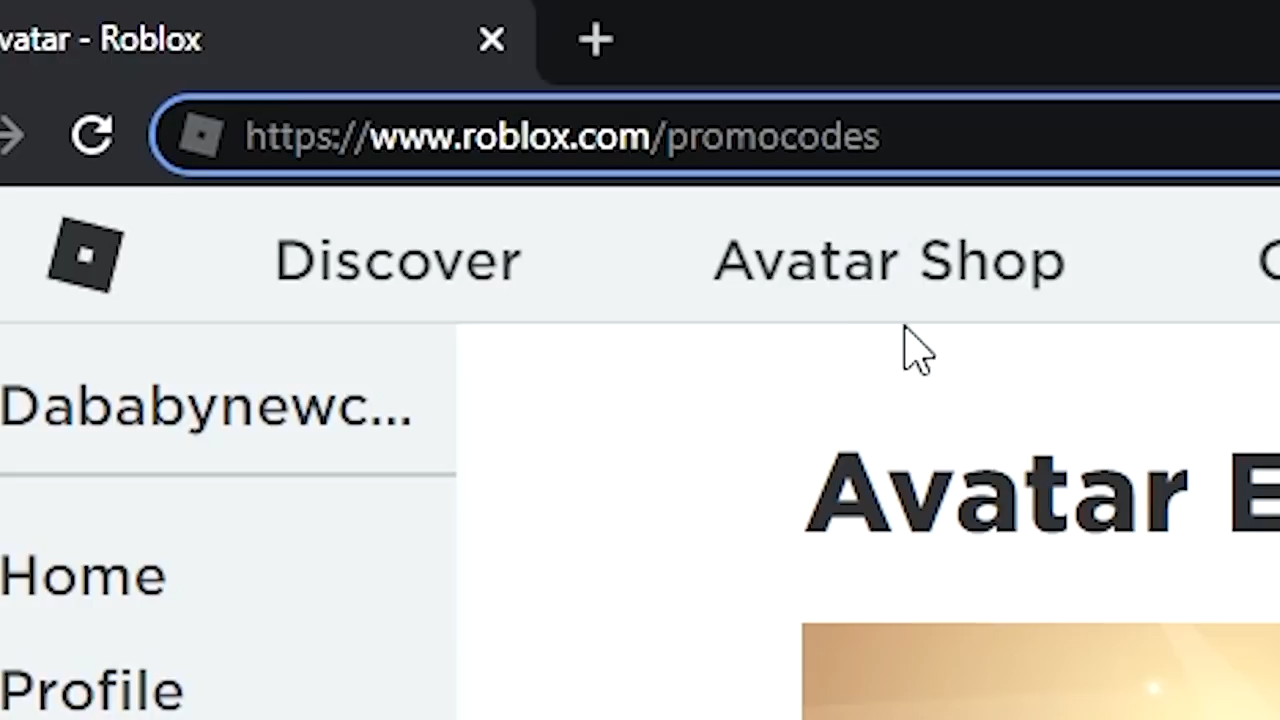 vatar - Roblox
https://www.roblox.com/promocodes
Discover Avatar Shop
Dababynewc...
Avatar E
Home
Profile